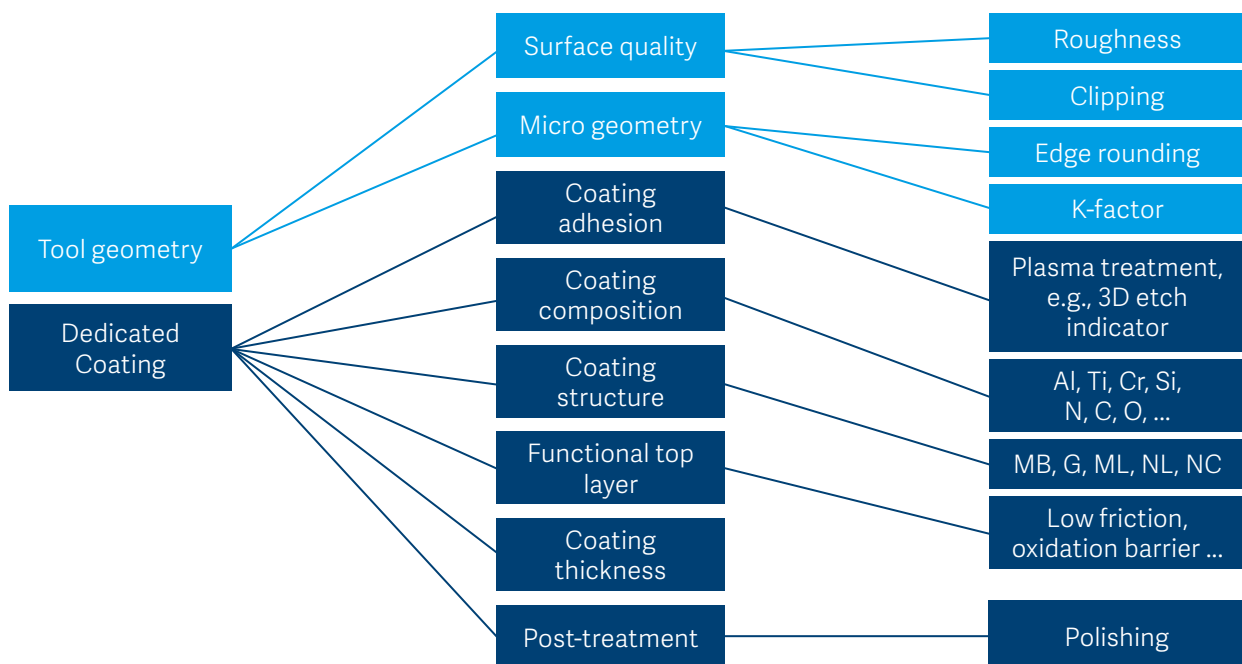 Tool geometry
Dedicated
Coating
Surface quality
Micro geometry
Coating
adhesion
Coating
composition
Coating
structure
Functional top
layer
Coating
thickness
Post-treatment
Roughness
Clipping
Edge rounding
K-factor
Plasma treatment,
e.g., 3D etch
indicator
Al, Ti, Cr, Si,
N, C, O, ...
MB, G, ML, NL, NC
Low friction,
oxidation barrier ...
Polishing